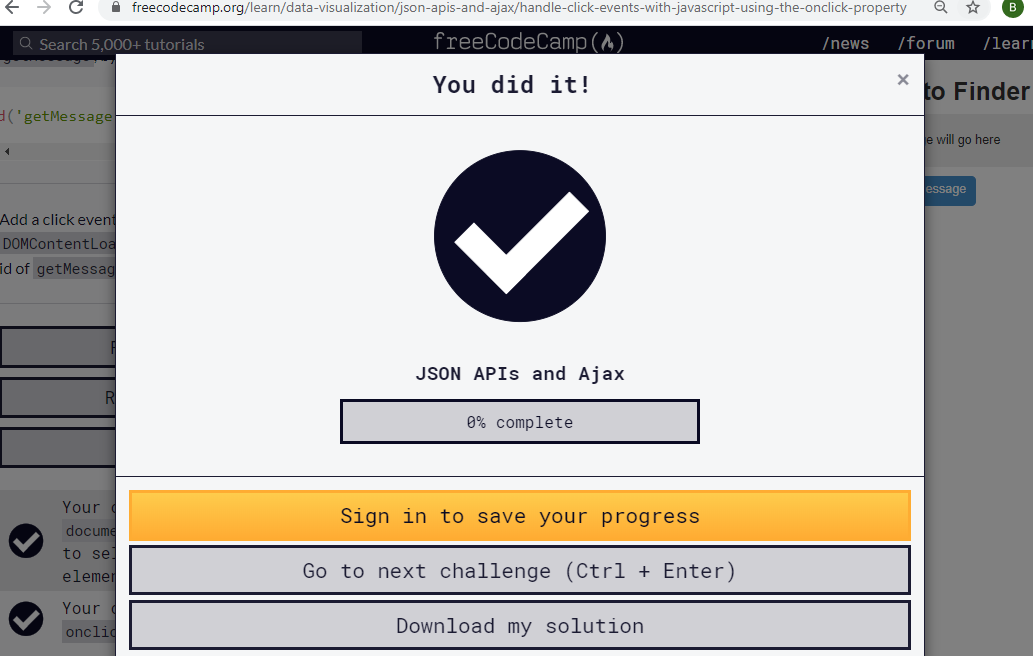 freecodecamp.org/learn/data-visualization/json-apis-and-ajax/handle-click-events-with-javascript-using-the-onclick-property
B
Search 5,000+ tutorials
freeCodeCamp
/news
/forum
/learn
You did it!
×
to Finder
d('getMessage
e will go here
essage
Add a click event
DOMContentLoa
id of getMessag
R
JSON APIs and Ajax
0% complete
Sign in to save your progress
Go to next challenge (Ctrl + Enter)
Download my solution
Your
docume
to se
elemen
Your
onclic